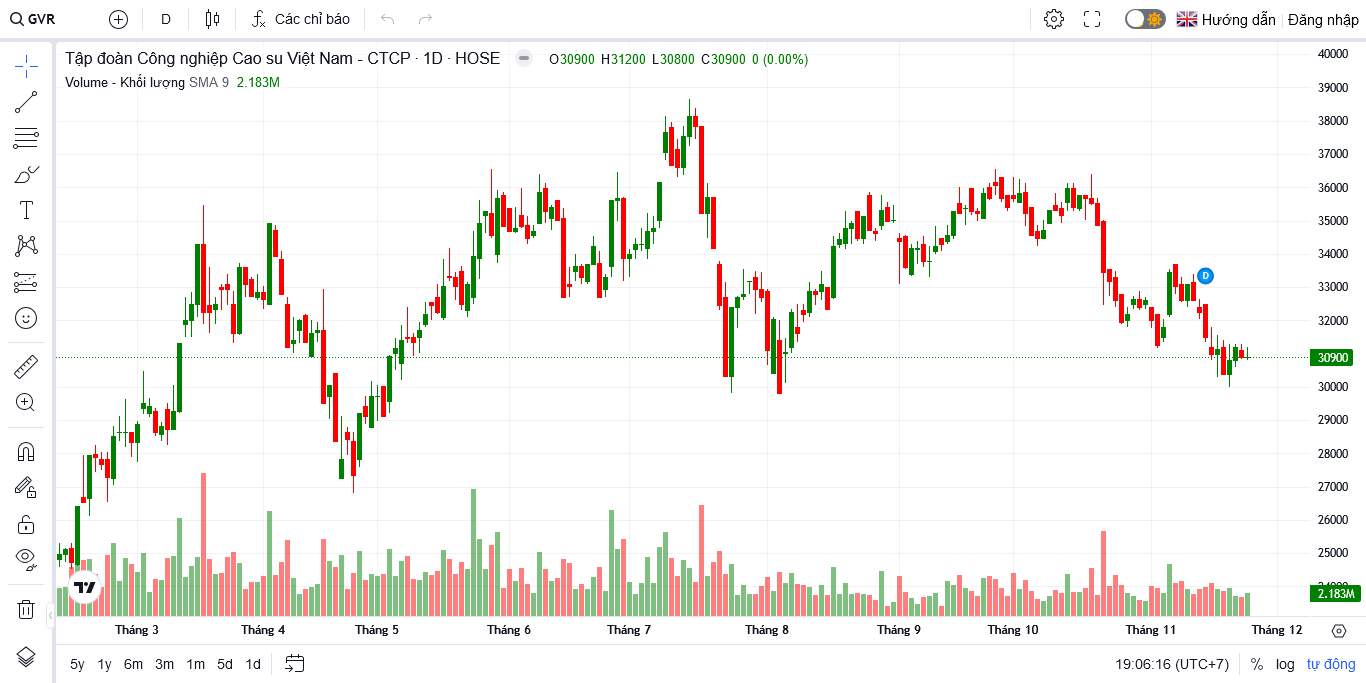 GVR D Các chỉ báo Hướng dẫn Đăng nhập
Tập đoàn Công nghiệp Cao su Việt Nam - CTCP · 1D · HOSE O30900 H31200 L30800 C30900 0 (0.00%)
Volume - Khối lượng SMA 9 2.183M
40000
39000
38000
37000
36000
35000
34000
33000
32000
30900
30000
29000
28000
27000
26000
25000
24000
2.183M
D
Tháng 3 Tháng 4 Tháng 5 Tháng 6 Tháng 7 Tháng 8 Tháng 9 Tháng 10 Tháng 11 Tháng 12
5y 1y 6m 3m 1m 5d 1d 19:06:16 (UTC+7) % log tự động